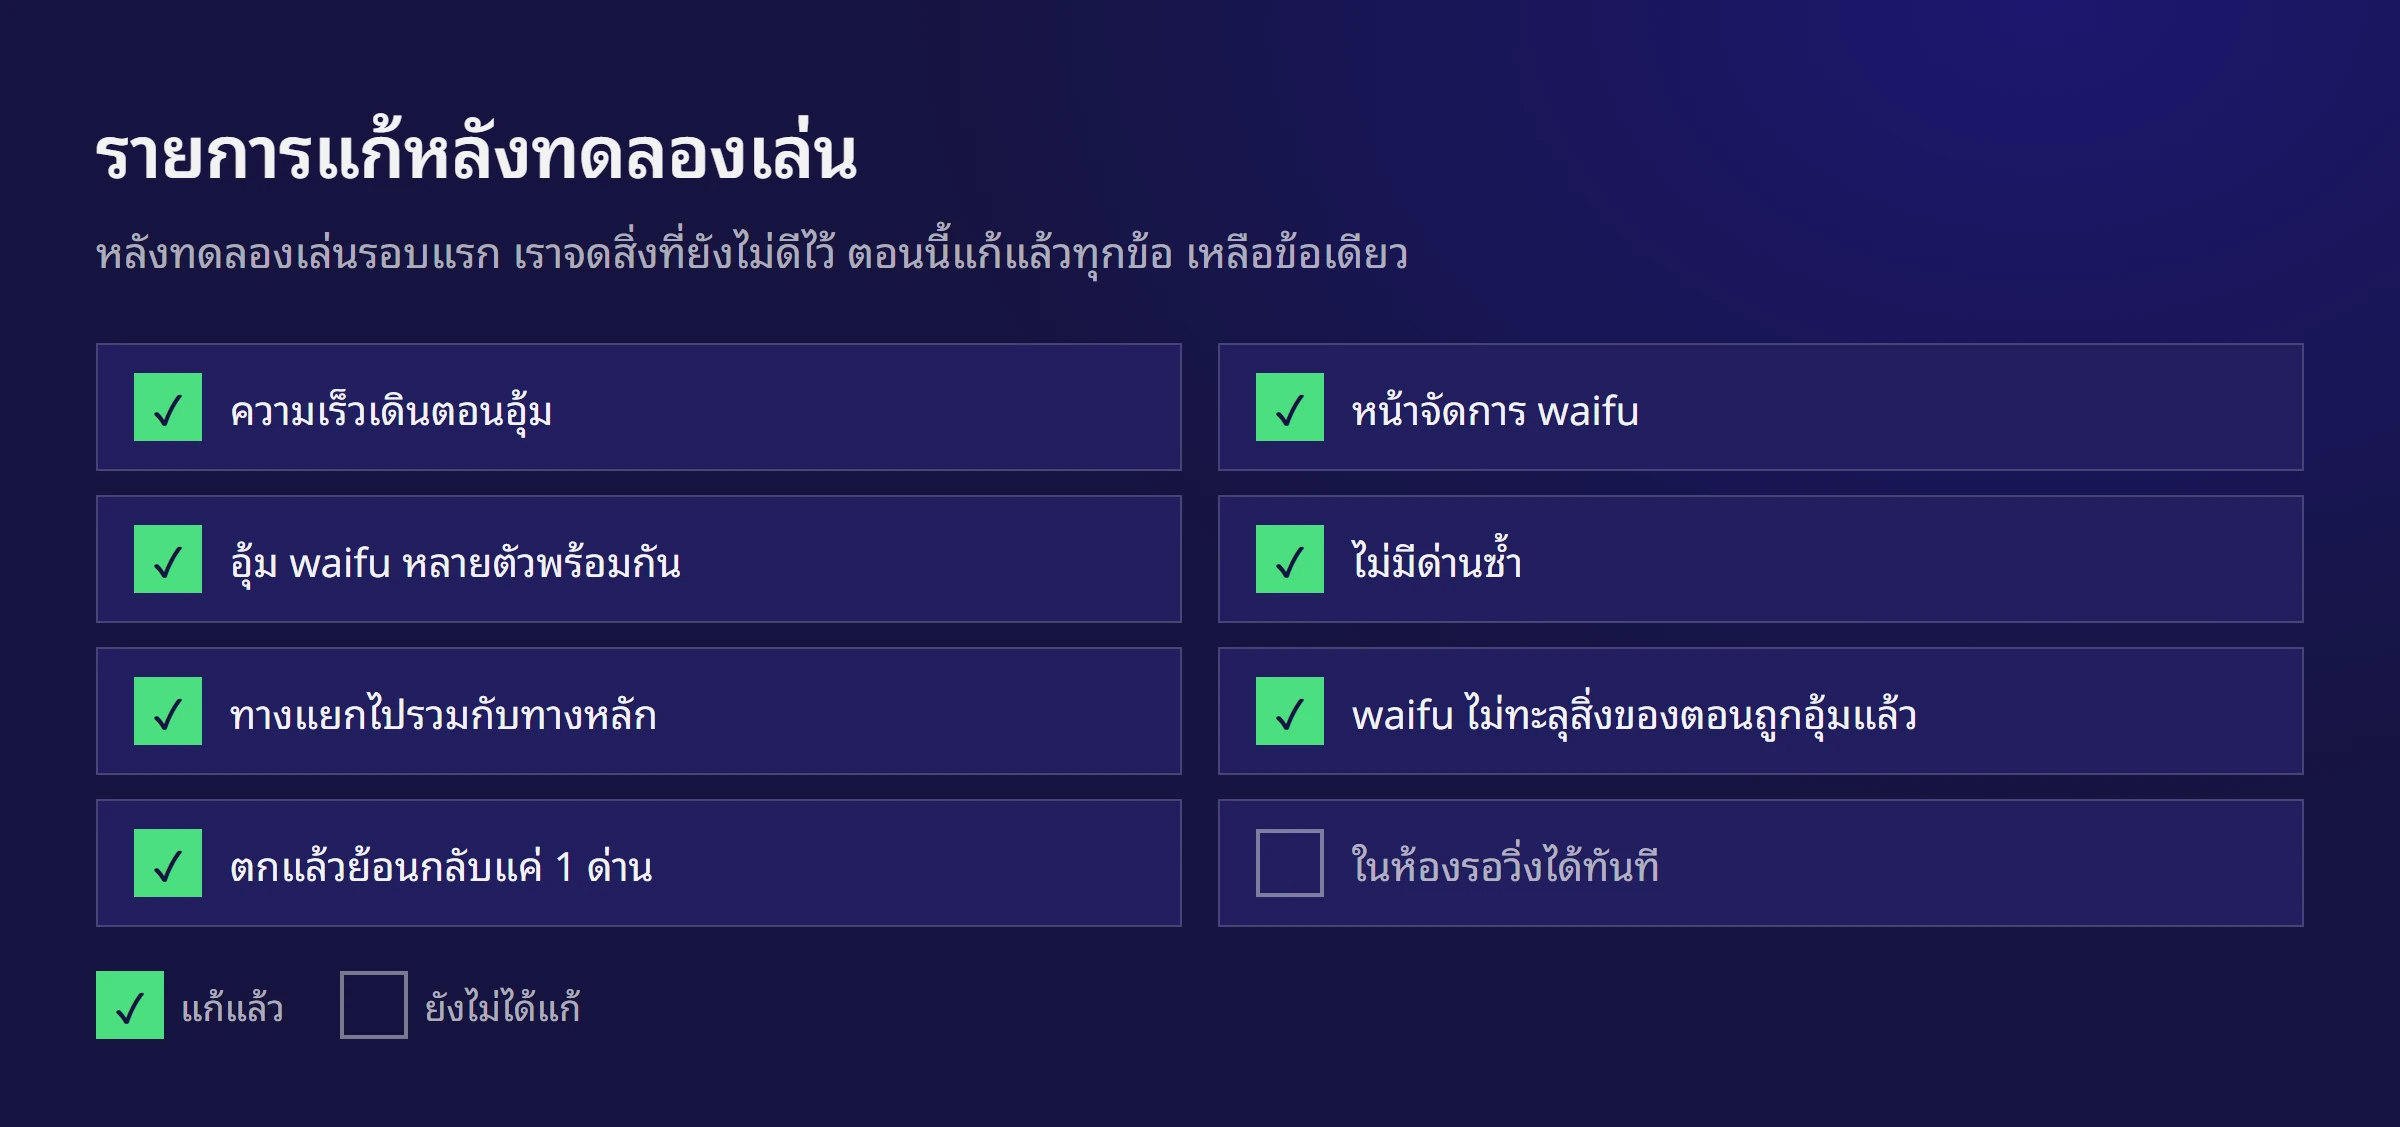 รายการแก้หลังทดลองเล่น
หลังทดลองเล่นรอบแรก เราจดสิ่งที่ยังไม่ดีไว้ ตอนนี้แก้แล้วทุกข้อ เหลือข้อเดียว
✓ ความเร็วเดินตอนอุ้ม
✓ หน้าจัดการ waifu
✓ อุ้ม waifu หลายตัวพร้อมกัน
✓ ไม่มีด่านซ้ำ
✓ ทางแยกไปรวมกับทางหลัก
✓ waifu ไม่ทะลุสิ่งของตอนถูกอุ้มแล้ว
✓ ตกแล้วย้อนกลับแค่ 1 ด่าน
ในห้องรอวิ่งได้ทันที
✓ แก้แล้ว ยังไม่ได้แก้